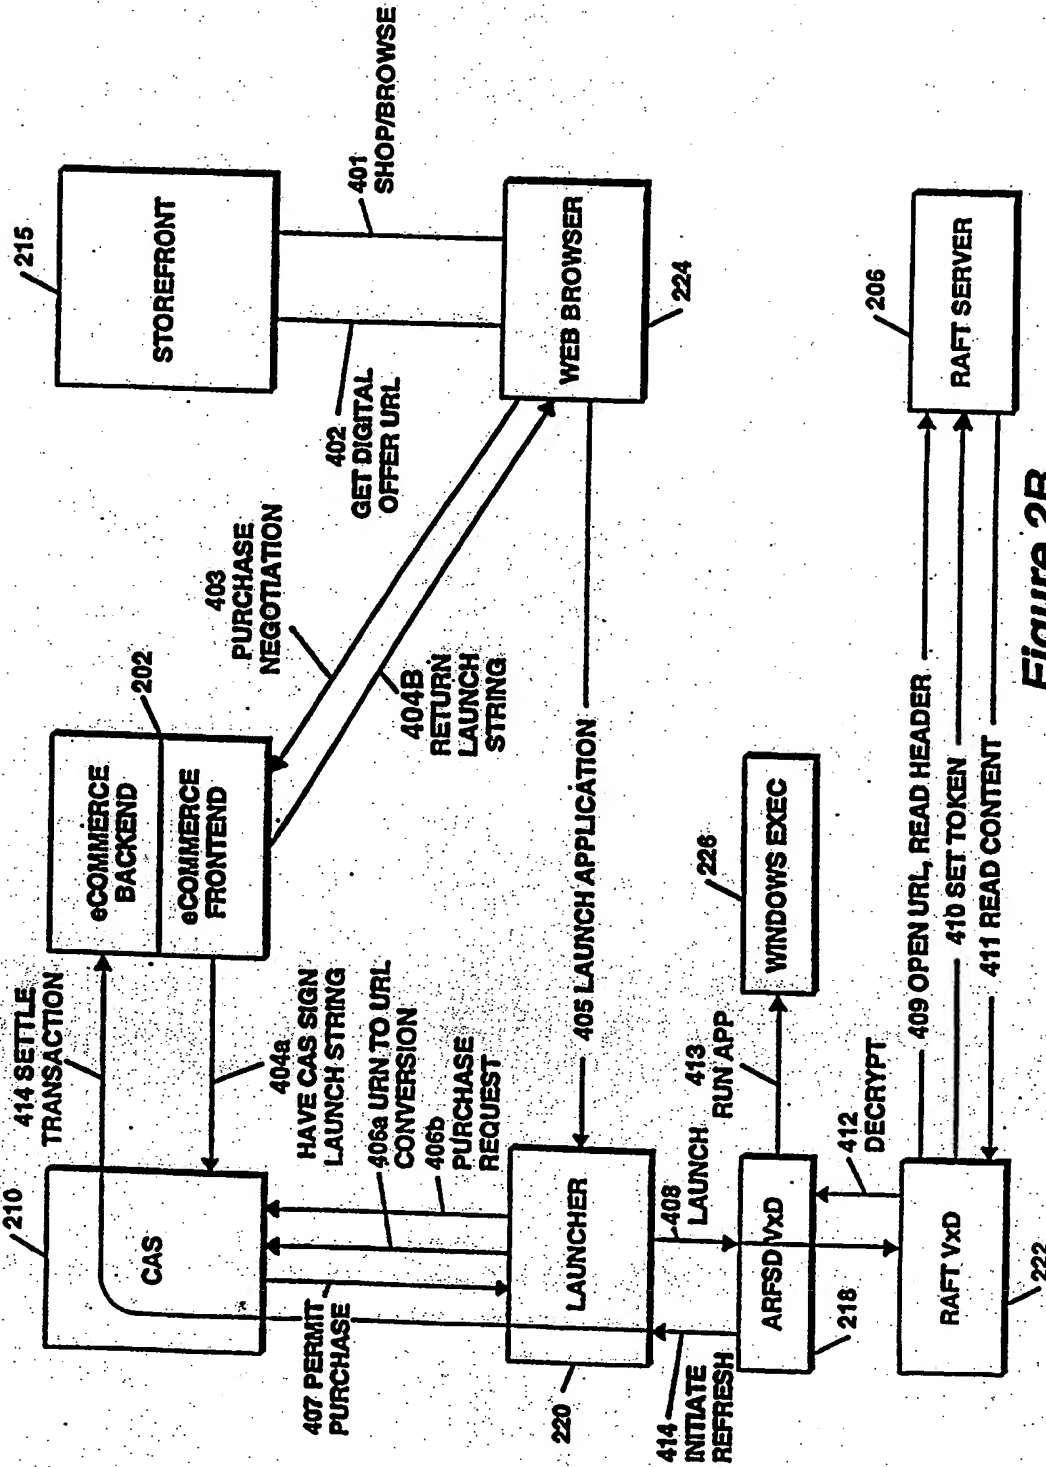 215
STOREFRONT
401
SHOP/BROWSE
402
GET DIGITAL
OFFER URL
WEB BROWSER
224
403
PURCHASE
NEGOTIATION
404B
RETURN
LAUNCH
STRING
202
eCOMMERCE
BACKEND
eCOMMERCE
FRONTEND
414 SETTLE
TRANSACTION
404a
HAVE CAS SIGN
LAUNCH STRING
210
CAS
406a URN TO URL
CONVERSION
406b
PURCHASE
REQUEST
407 PERMIT
PURCHASE
405 LAUNCH APPLICATION
LAUNCHER
220
408
LAUNCH
414
INITIATE
REFRESH
413
RUN APP
226
WINDOWS EXEC
ARFSD VxD
218
412
DECRYPT
409 OPEN URL, READ HEADER
410 SET TOKEN
411 READ CONTENT
206
RAFT SERVER
RAFT VxD
222
Figure 2B